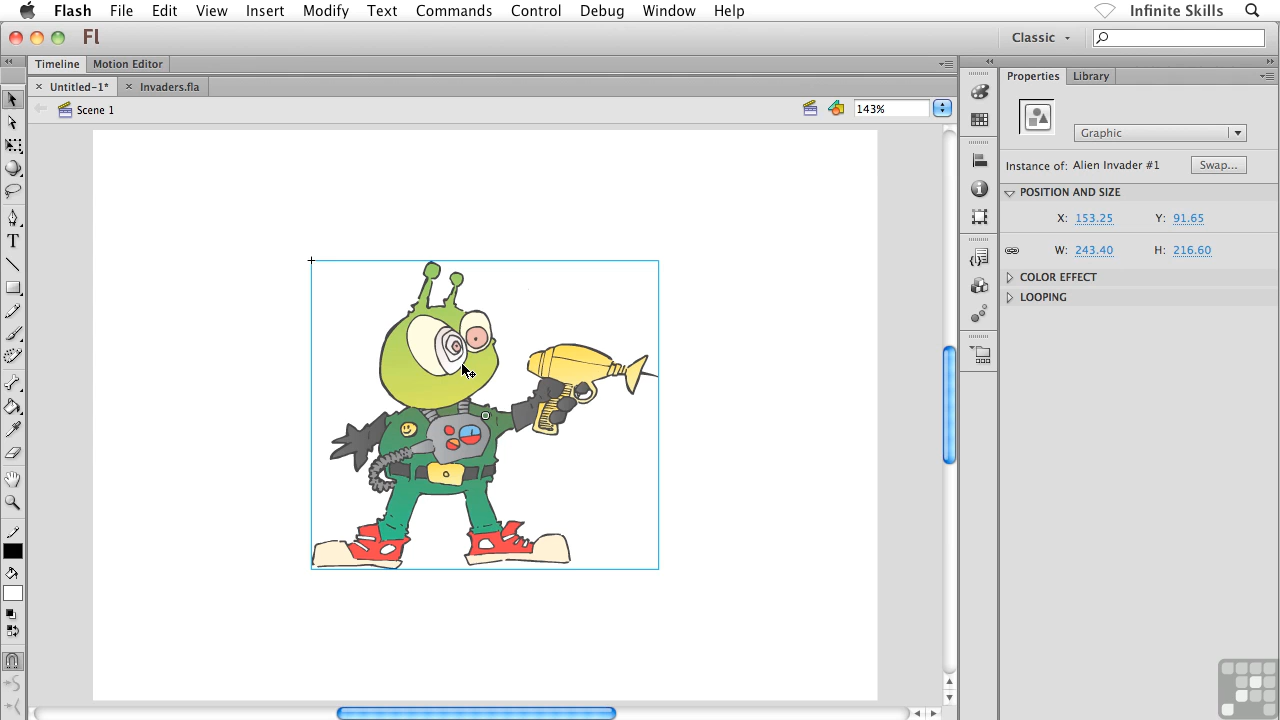 Flash File Edit View Insert Modify Text Commands Control Debug Window Help Infinite Skills
Fl Classic
Timeline Motion Editor
Untitled-1* Invaders.fla
Scene 1 143%
Properties Library
Graphic
Instance of: Alien Invader #1 Swap...
POSITION AND SIZE
X: 153.25 Y: 91.65
W: 243.40 H: 216.60
COLOR EFFECT
LOOPING
T